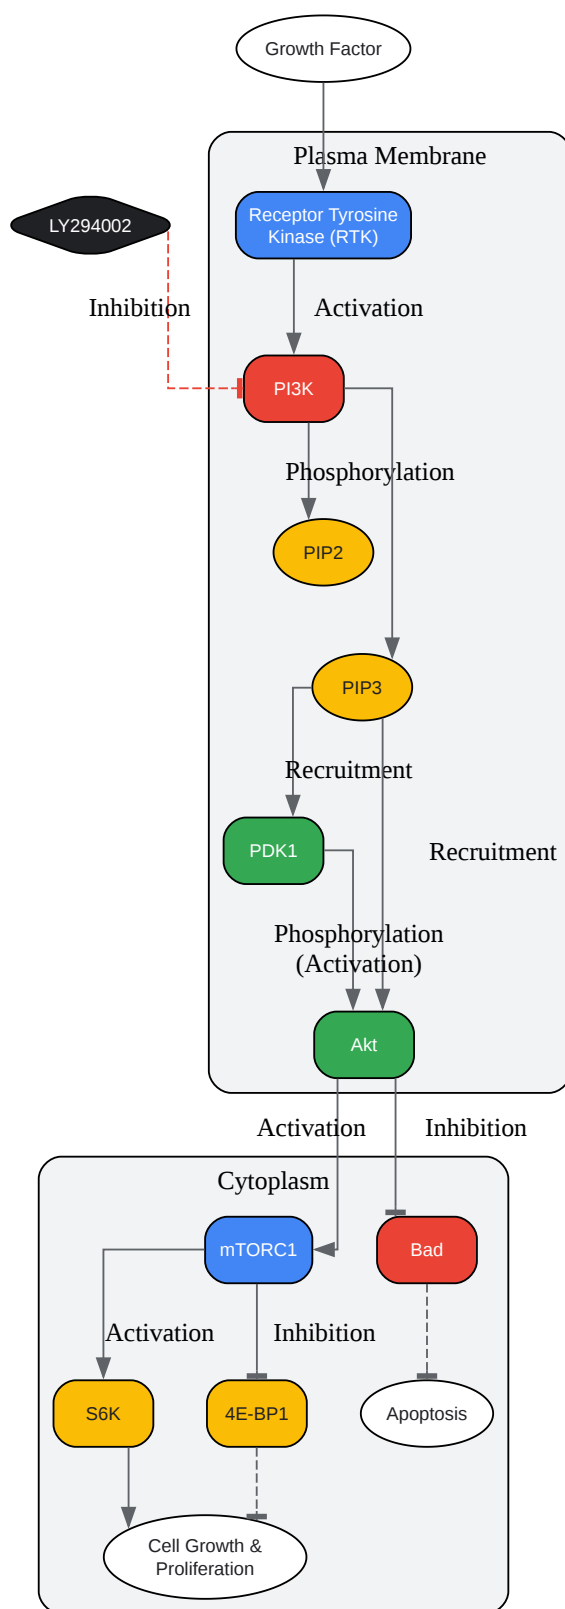 Growth Factor
Plasma Membrane
Receptor Tyrosine
Kinase (RTK)
LY294002
Inhibition
Activation
PI3K
Phosphorylation
PIP2
PIP3
Recruitment
PDK1
Recruitment
Phosphorylation
(Activation)
Akt
Activation
Inhibition
Cytoplasm
mTORC1
Bad
Activation
Inhibition
S6K
4E-BP1
Apoptosis
Cell Growth &
Proliferation